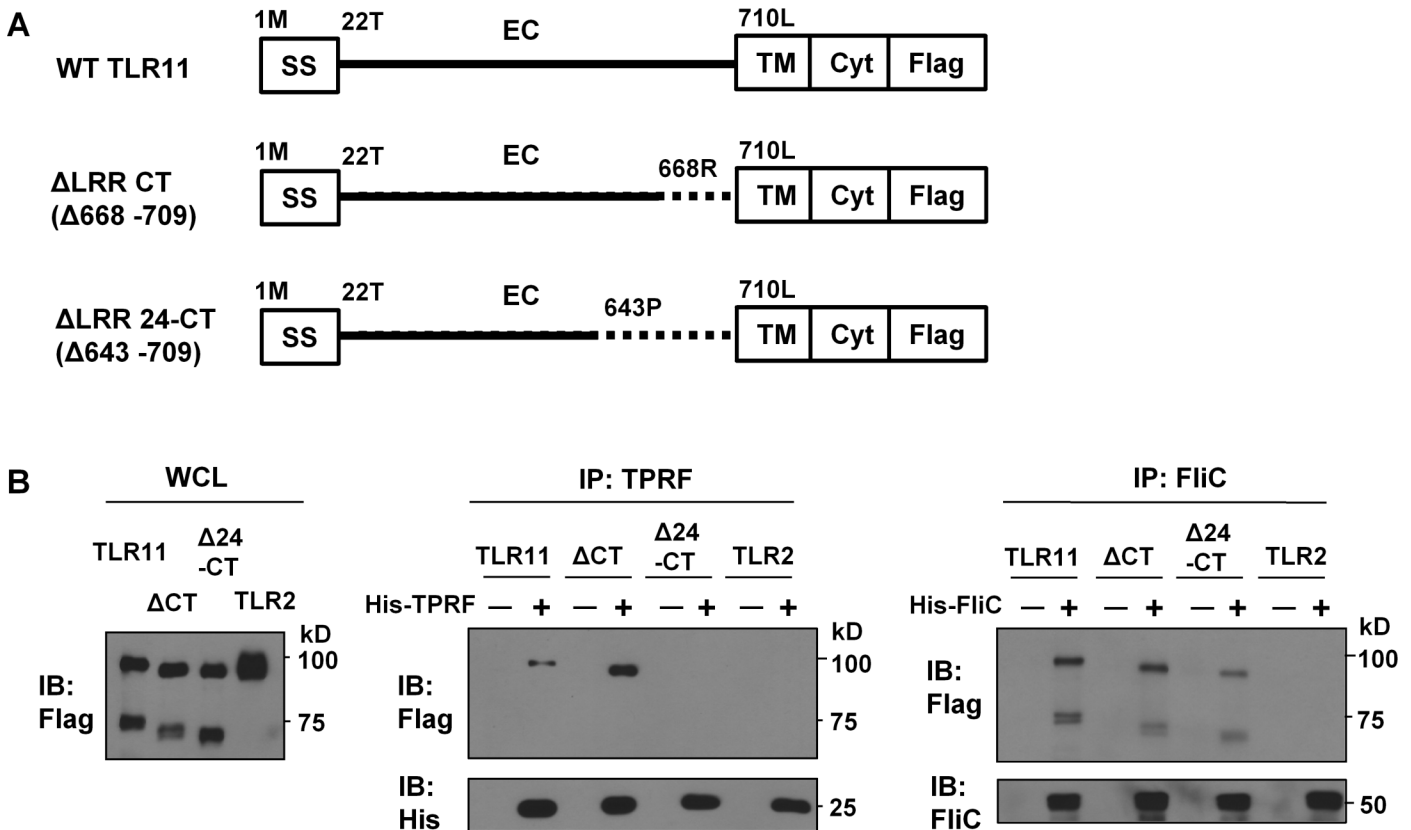 A
WT TLR11
1M 22T EC 710L
SS TM Cyt Flag
ΔLRR CT
(Δ668 -709)
1M 22T EC 668R 710L
SS TM Cyt Flag
ΔLRR 24-CT
(Δ643 -709)
1M 22T EC 643P 710L
SS TM Cyt Flag
B
WCL
TLR11 Δ24
-CT
ΔCT TLR2
kD
100
75
IB:
Flag
IP: TPRF
TLR11 ΔCT Δ24
-CT TLR2
His-TPRF — + — + — + — +
kD
100
75
IB:
Flag
IB:
His
25
IP: FliC
TLR11 ΔCT Δ24
-CT TLR2
His-FliC — + — + — + — +
kD
100
75
IB:
Flag
IB:
FliC
50